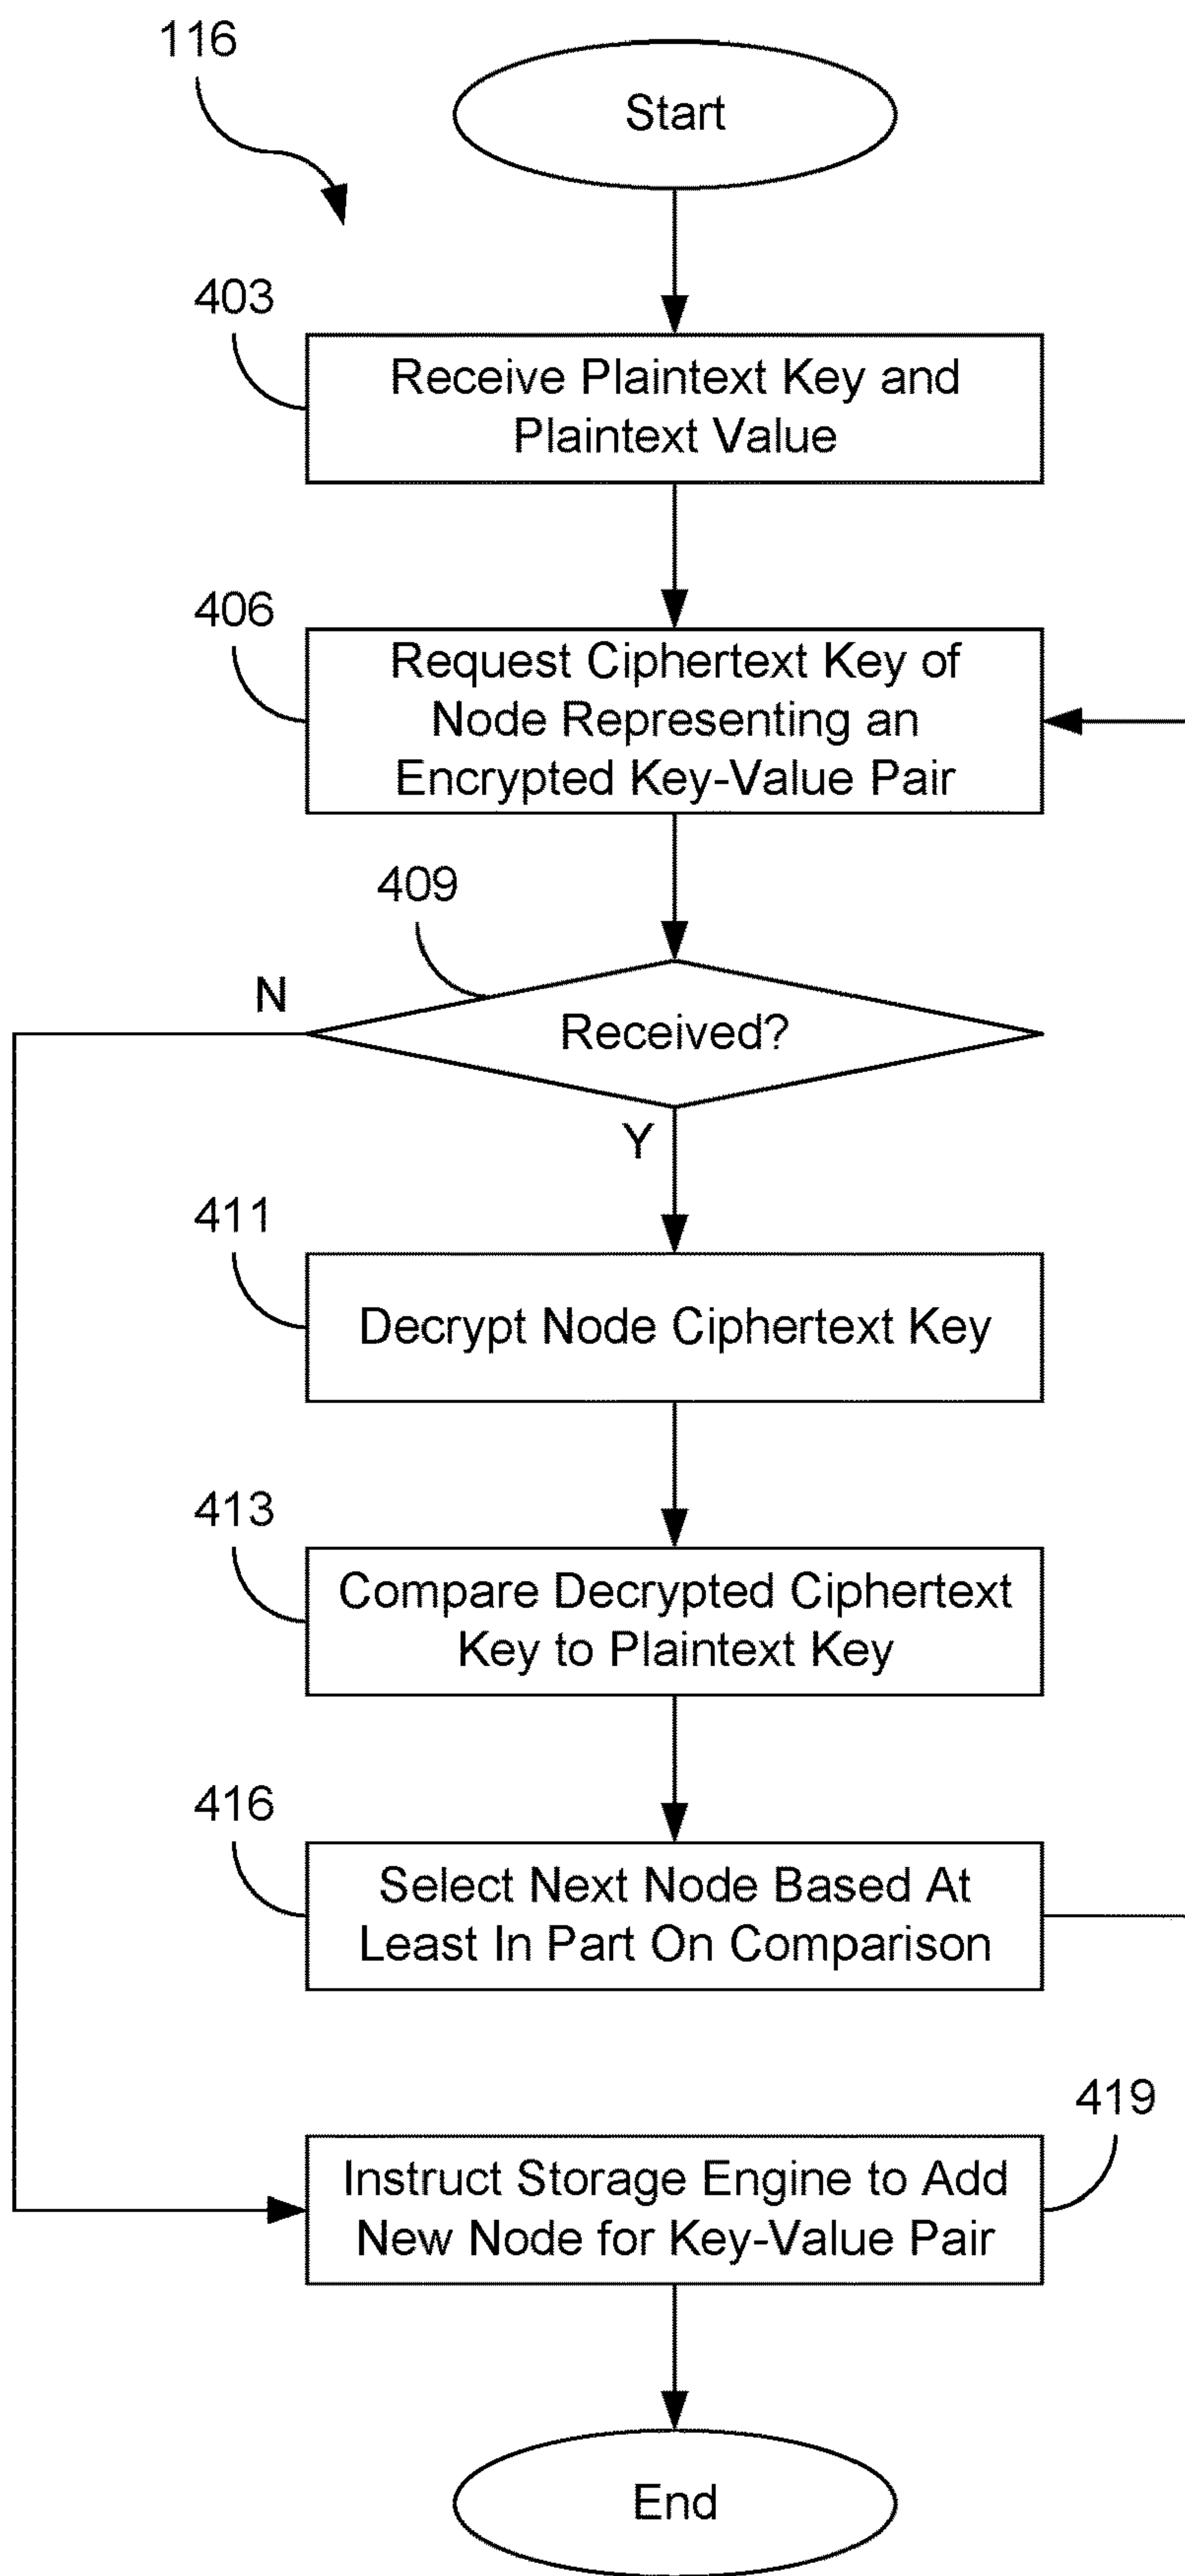 116
Start
403
Receive Plaintext Key and
Plaintext Value
406
Request Ciphertext Key of
Node Representing an
Encrypted Key-Value Pair
409
N
Received?
Y
411
Decrypt Node Ciphertext Key
413
Compare Decrypted Ciphertext
Key to Plaintext Key
416
Select Next Node Based At
Least In Part On Comparison
419
Instruct Storage Engine to Add
New Node for Key-Value Pair
End